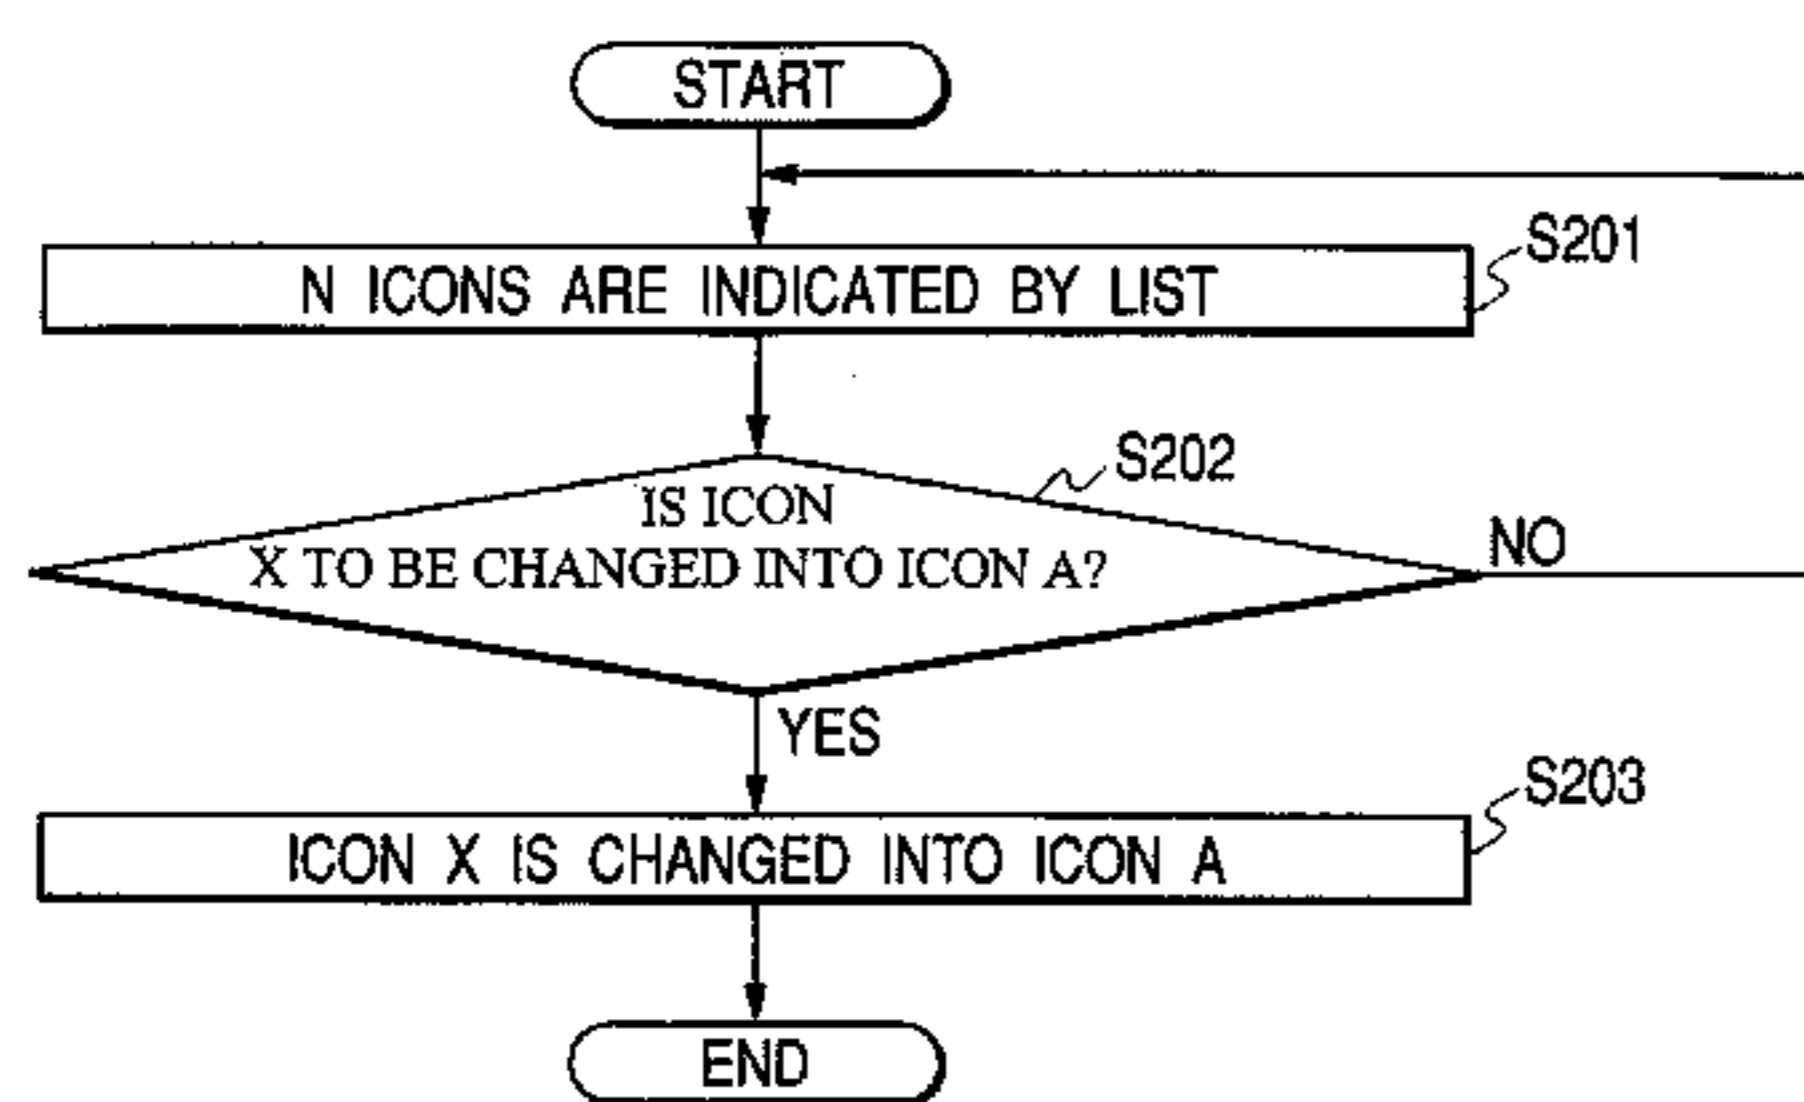 START
N ICONS ARE INDICATED BY LIST
S201
IS ICON
X TO BE CHANGED INTO ICON A?
S202
NO
YES
ICON X IS CHANGED INTO ICON A
S203
END